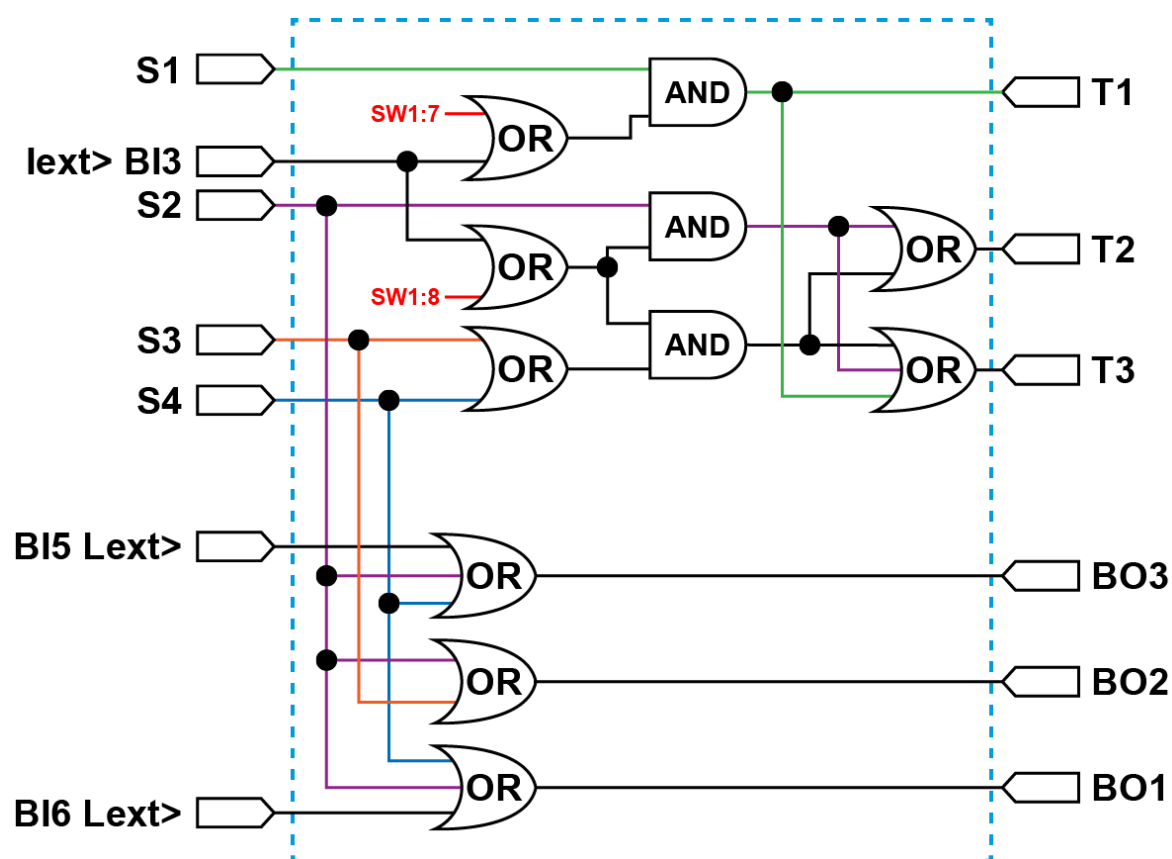 S1
AND
T1
SW1:7
OR
Iext> BI3
S2
AND
OR
T2
OR
SW1:8
S3
AND
OR
OR
T3
S4
BI5 Lext>
OR
BO3
OR
BO2
OR
BO1
BI6 Lext>